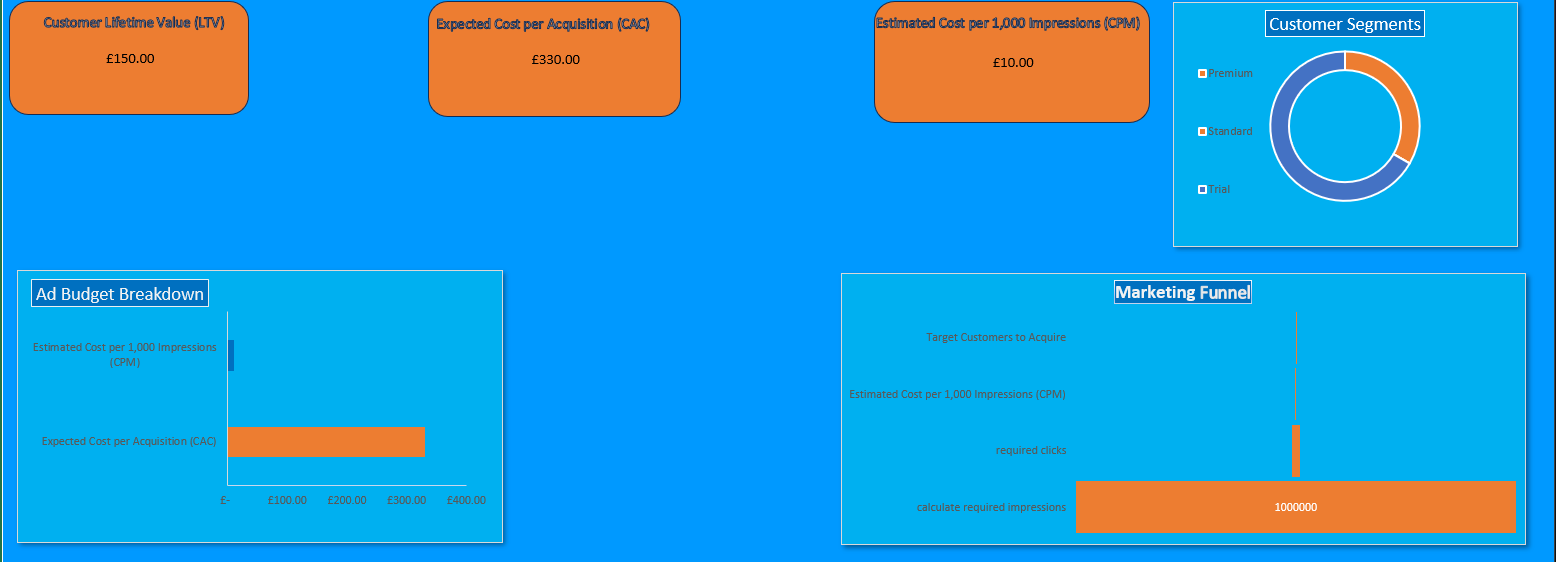 Customer Lifetime Value (LTV)
£150.00
Expected Cost per Acquisition (CAC)
£330.00
Estimated Cost per 1,000 Impressions (CPM)
£10.00
Customer Segments
Premium
Standard
Trial
Ad Budget Breakdown
Estimated Cost per 1,000 Impressions
(CPM)
Expected Cost per Acquisition (CAC)
£- £100.00 £200.00 £300.00 £400.00
Marketing Funnel
Target Customers to Acquire
Estimated Cost per 1,000 Impressions (CPM)
required clicks
calculate required impressions
1000000